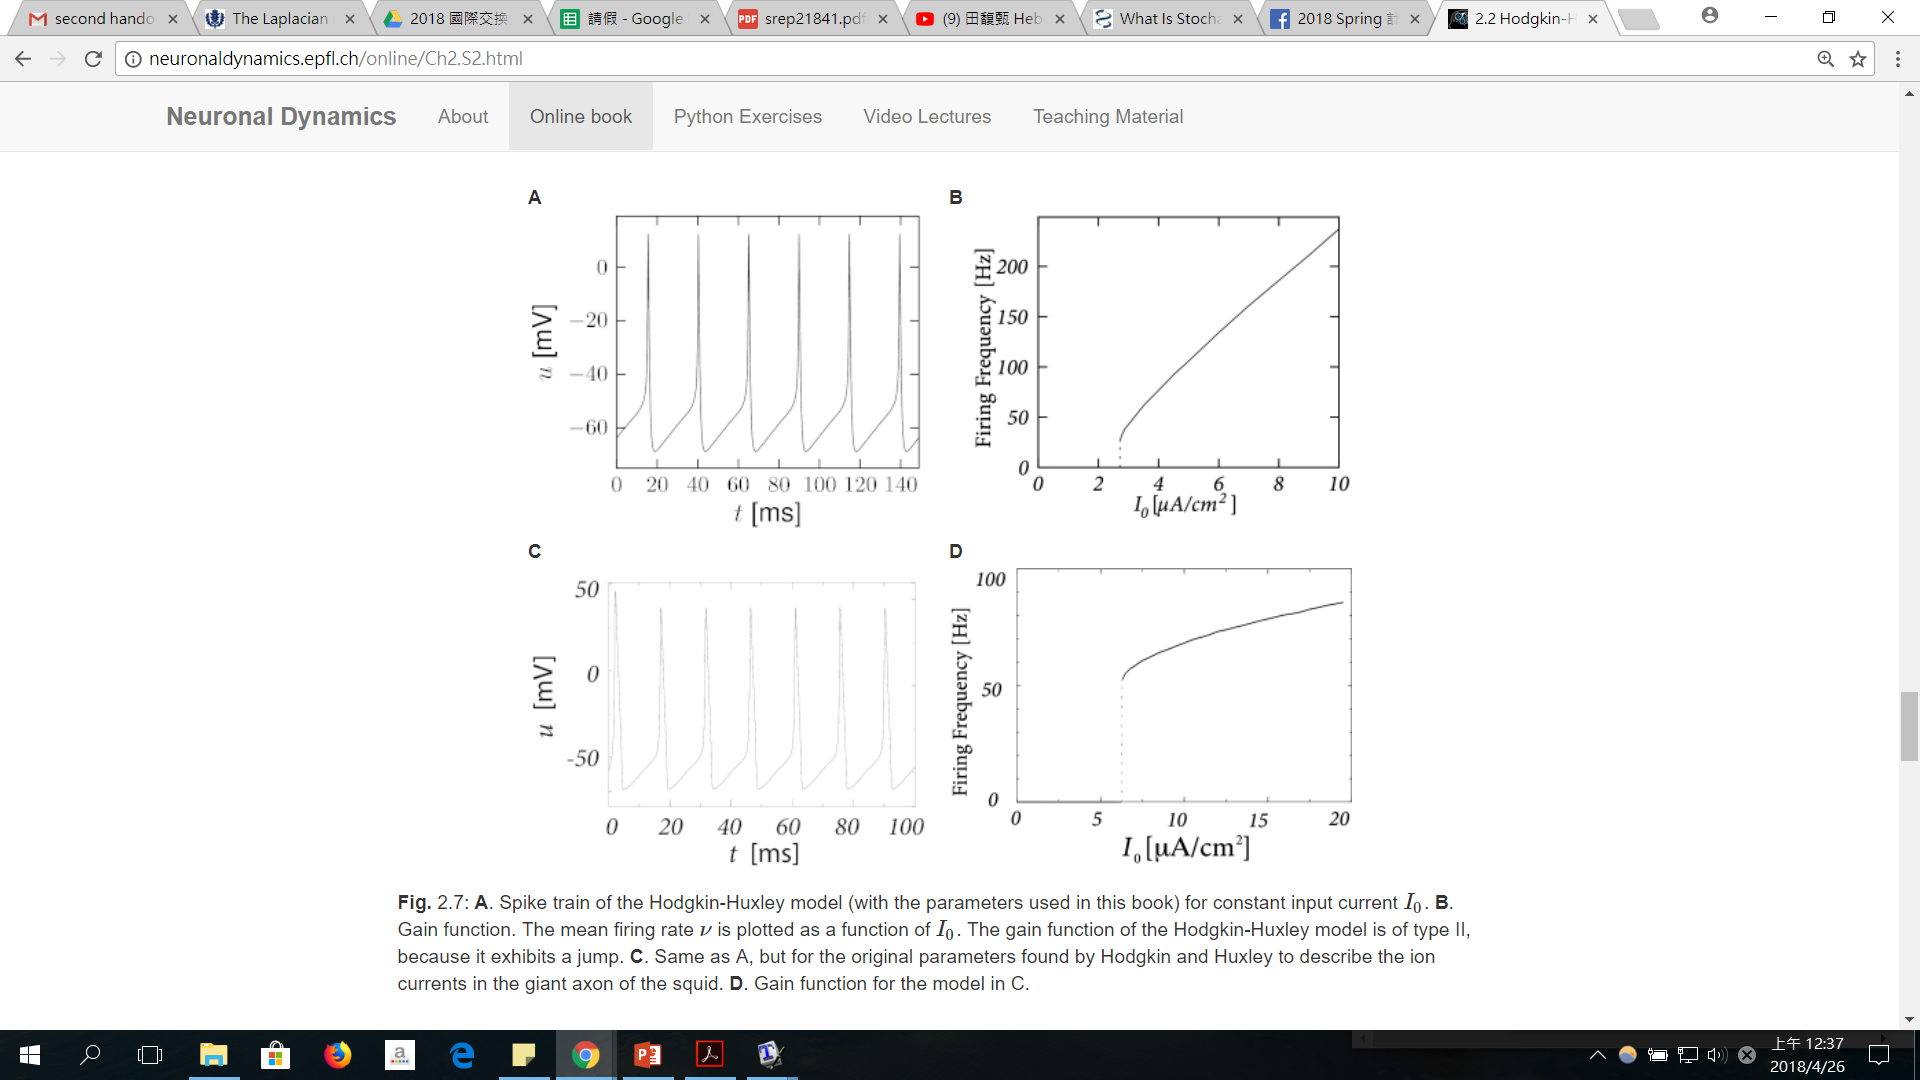 second hando
The Laplacian
2018 國際交換
請假 - Google
PDF srep21841.pdf
(9) 田馥甄 Heb
What Is Stocha
2018 Spring 計
2.2 Hodgkin-H
neuronaldynamics.epfl.ch/online/Ch2.S2.html
Neuronal Dynamics About Online book Python Exercises Video Lectures Teaching Material
A
0
−20
−40
−60
u [mV]
0 20 40 60 80 100 120 140
t [ms]
B
200
150
100
50
0
Firing Frequency [Hz]
0 2 4 6 8 10
I₀ [μA/cm²]
C
50
0
-50
u [mV]
0 20 40 60 80 100
t [ms]
D
100
50
0
Firing Frequency [Hz]
0 5 10 15 20
I₀ [μA/cm²]
Fig. 2.7: A. Spike train of the Hodgkin-Huxley model (with the parameters used in this book) for constant input current I₀. B.
Gain function. The mean firing rate ν is plotted as a function of I₀. The gain function of the Hodgkin-Huxley model is of type II,
because it exhibits a jump. C. Same as A, but for the original parameters found by Hodgkin and Huxley to describe the ion
currents in the giant axon of the squid. D. Gain function for the model in C.
上午 12:37
2018/4/26